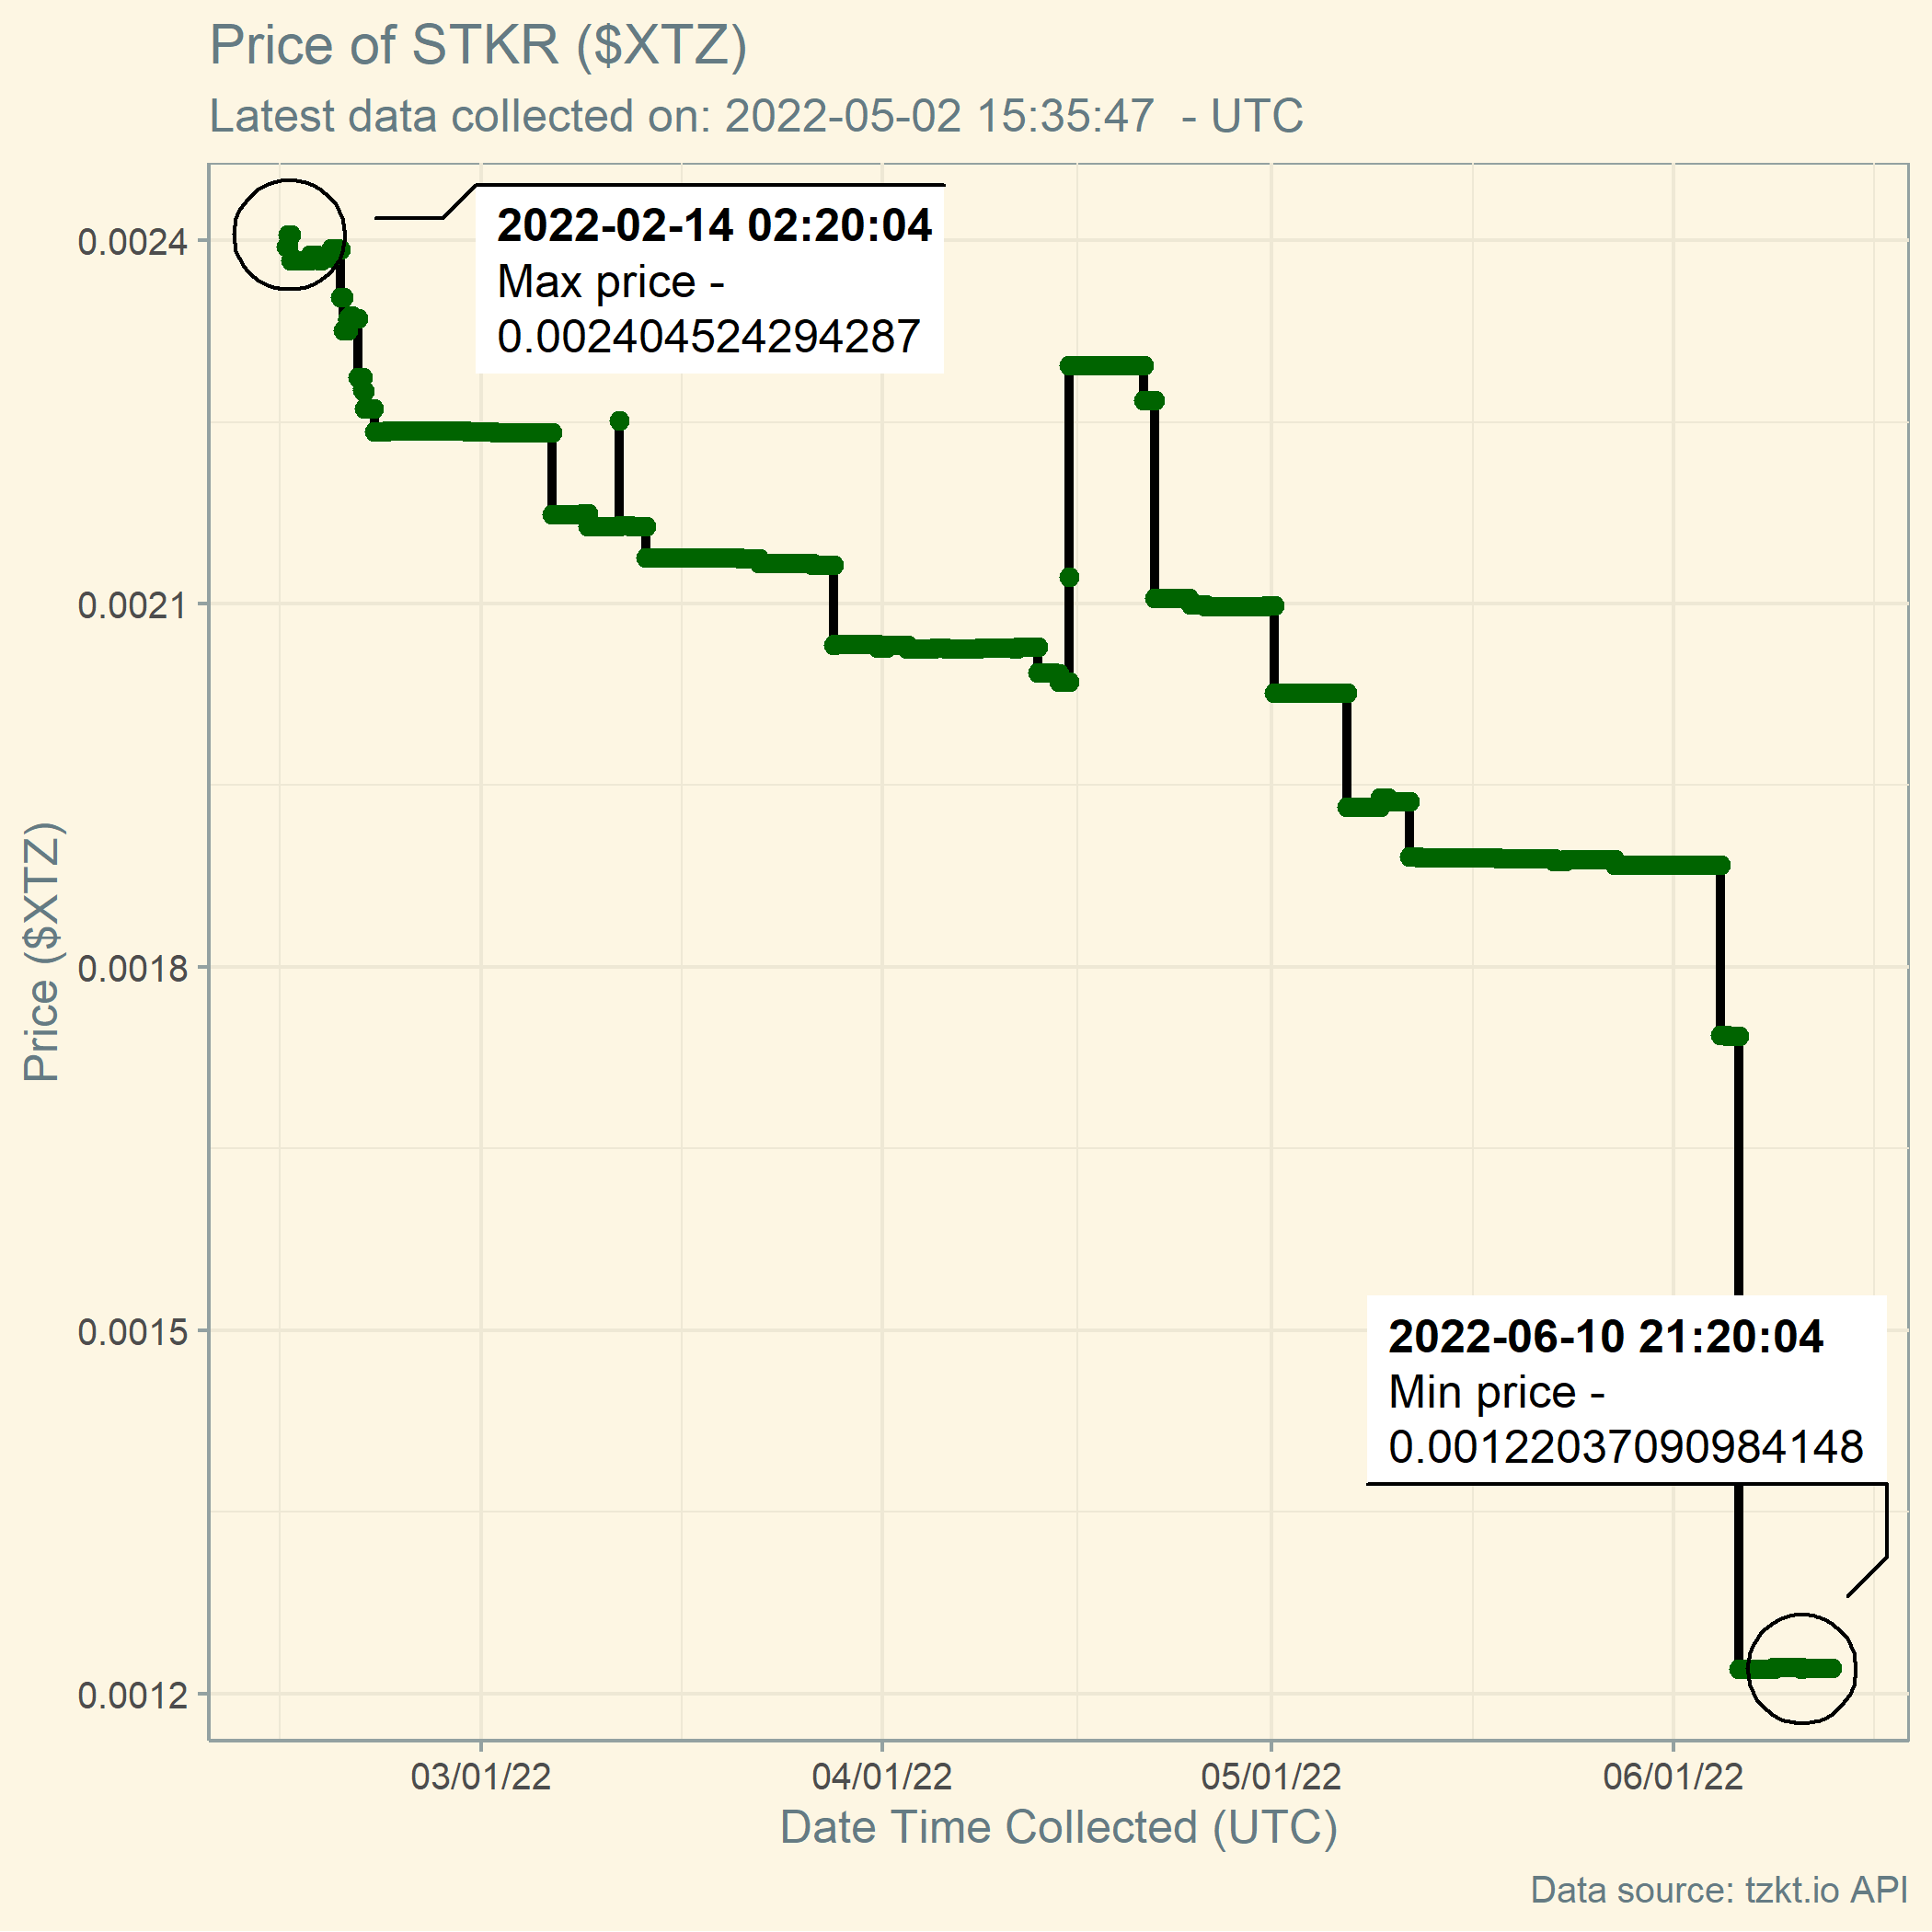 Price of STKR ($XTZ)
Latest data collected on: 2022-05-02 15:35:47  - UTC
2022-02-14 02:20:04
Max price -
0.002404524294287
0.0024
0.0021
0.0018
0.0015
0.0012
Price ($XTZ)
2022-06-10 21:20:04
Min price -
0.00122037090984148
03/01/22
04/01/22
05/01/22
06/01/22
Date Time Collected (UTC)
Data source: tzkt.io API